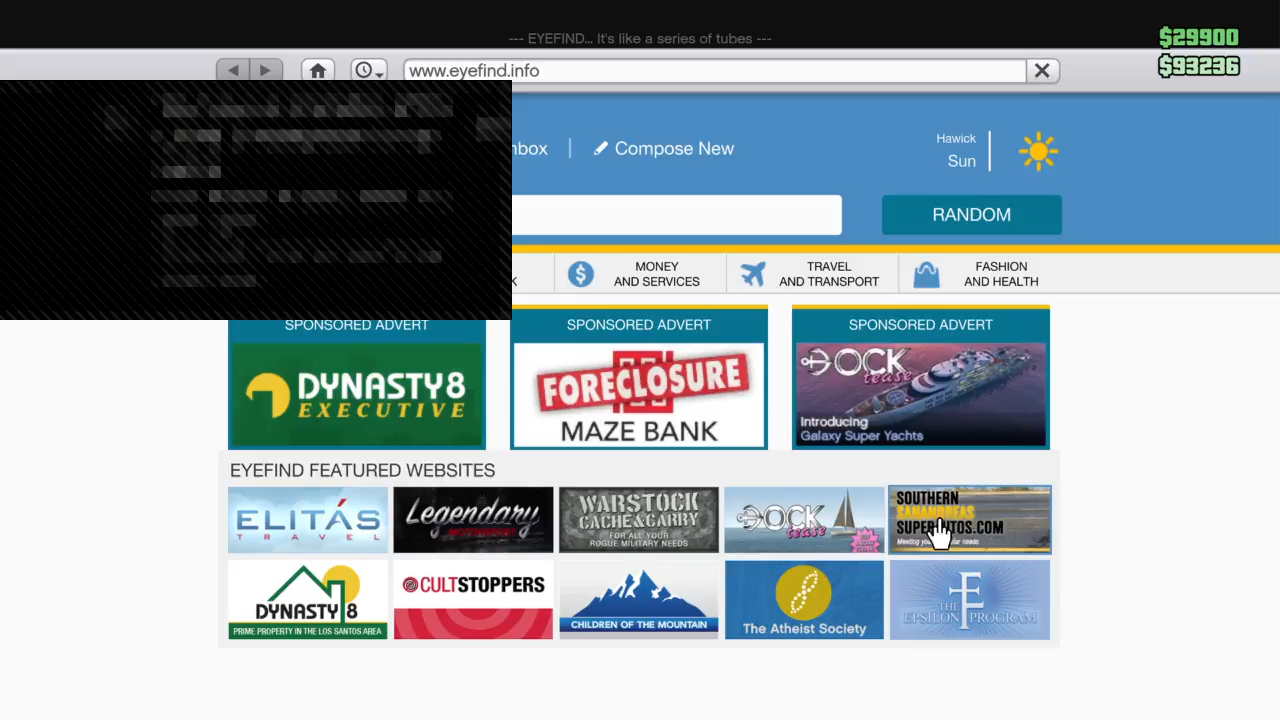 --- EYEFIND... It's like a series of tubes ---
$29900
$93236
www.eyefind.info
nbox | Compose New
Hawick
Sun
RANDOM
K
MONEY
AND SERVICES
TRAVEL
AND TRANSPORT
FASHION
AND HEALTH
SPONSORED ADVERT
SPONSORED ADVERT
SPONSORED ADVERT
DYNASTY8
EXECUTIVE
FORECLOSURE
MAZE BANK
DOCK
tease
Introducing
Galaxy Super Yachts
EYEFIND FEATURED WEBSITES
ELITÁS
TRAVEL
Legendary
MOTORSPORT
WARSTOCK
CACHE&CARRY
FOR ALL YOUR
ROGUE MILITARY NEEDS
DOCK
tease
SOUTHERN
SANANDREAS
.COM
DYNASTY 8
PRIME PROPERTY IN THE LOS SANTOS AREA
CULTSTOPPERS
CHILDREN OF THE MOUNTAIN
The Atheist Society
THE
EPSILON PROGRAM